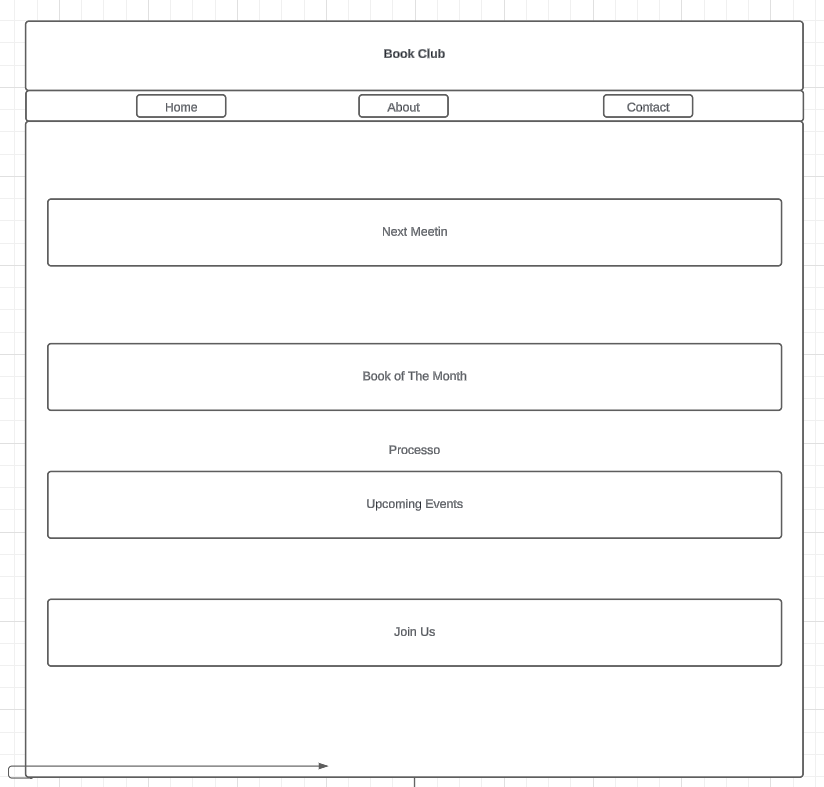 Book Club
Home About Contact
Next Meetin
Book of The Month
Processo
Upcoming Events
Join Us